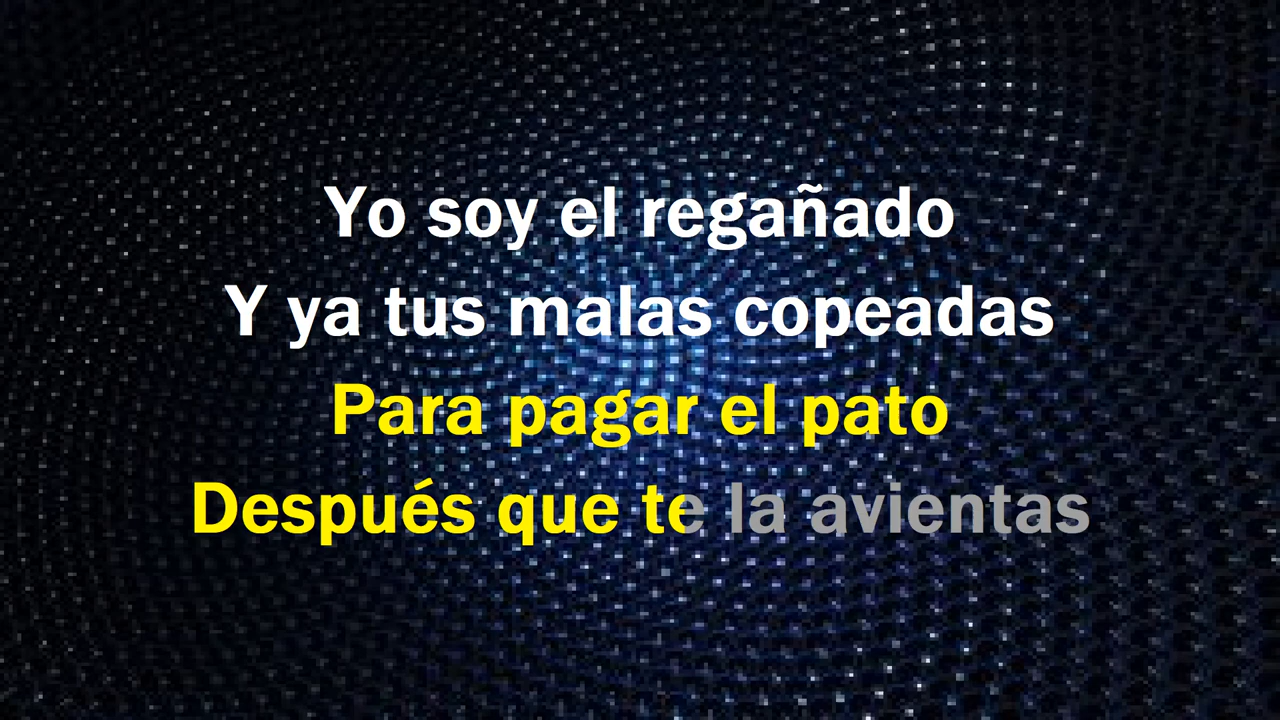 Yo soy el regañado
Y ya tus malas copeadas
Para pagar el pato
Después que te la avientas